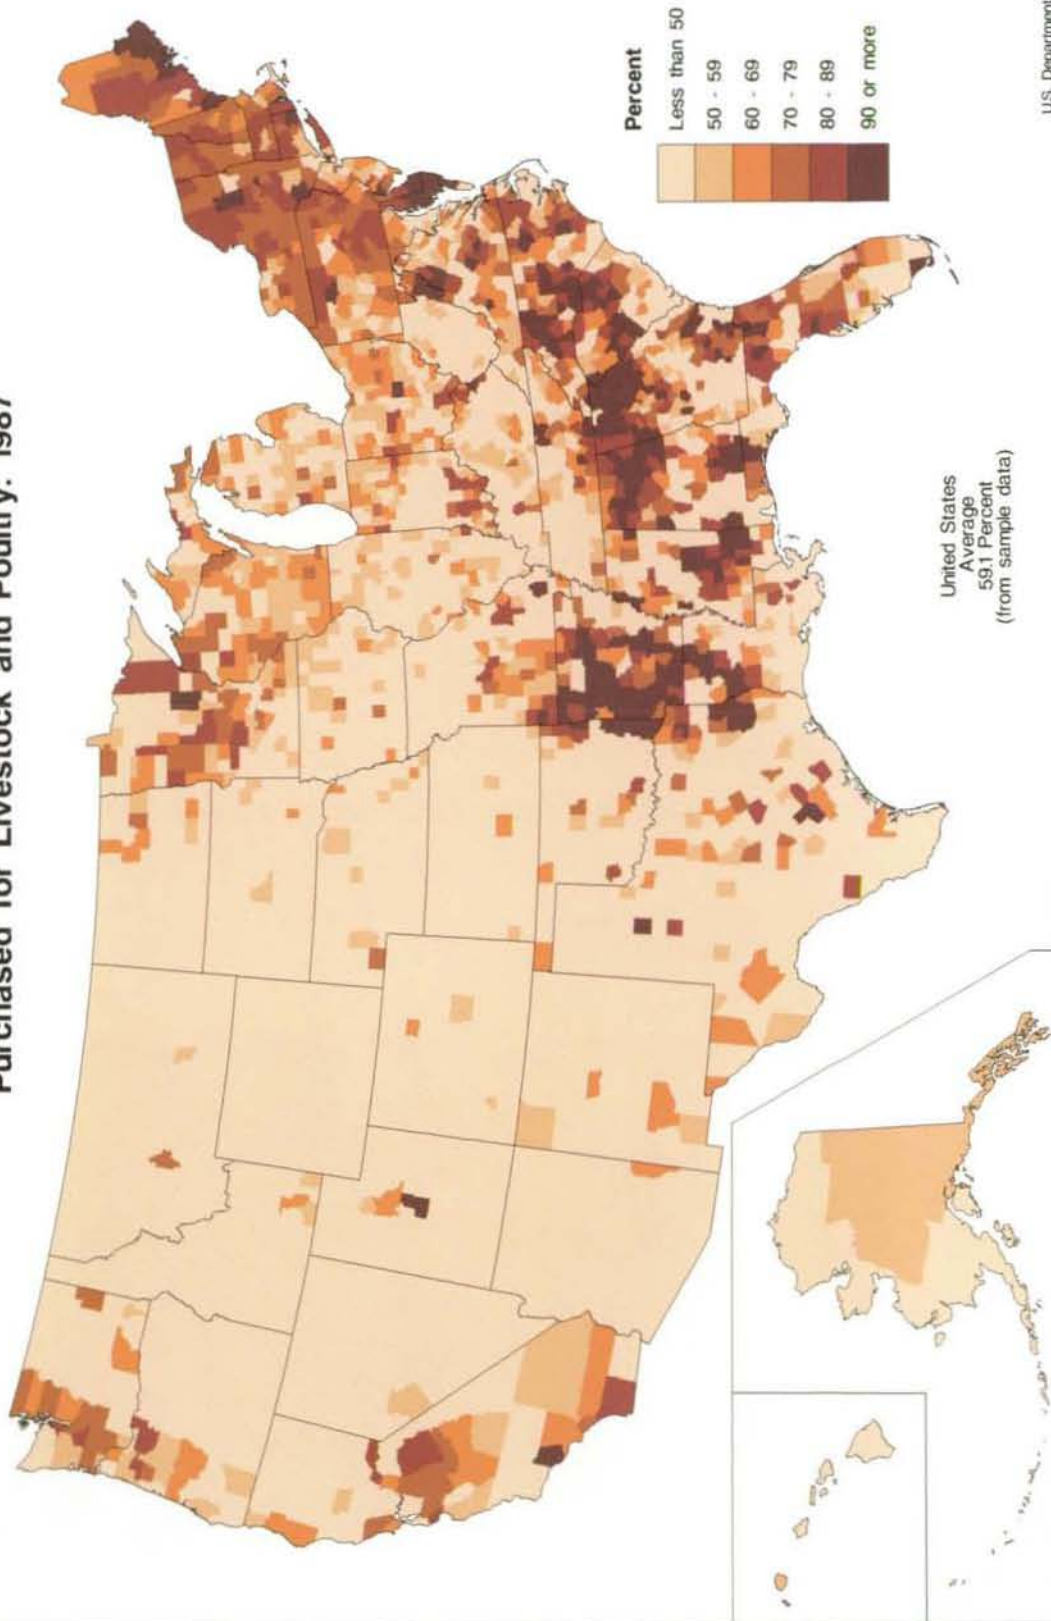 Purchased for Livestock and Poultry: 1987
Percent
Less than 50
50 - 59
60 - 69
70 - 79
80 - 89
90 or more
United States
Average
59.1 Percent
(from sample data)
U.S. Department